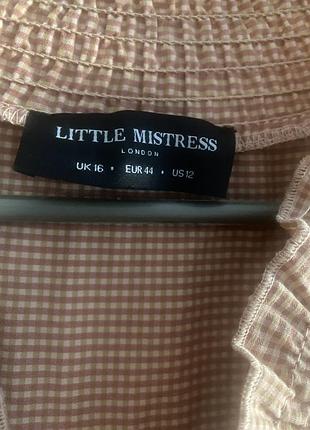 LITTLE MISTRESS
LONDON
UK 16 • EUR 44 • US 12